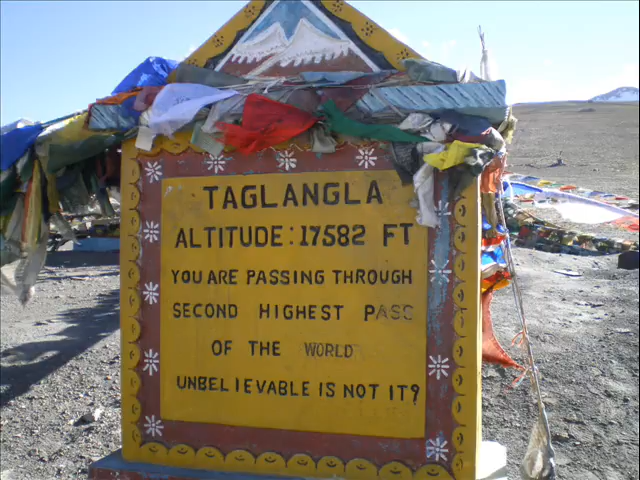 TAGLANGLA
ALTITUDE: 17582 FT
YOU ARE PASSING THROUGH
SECOND HIGHEST PASS
OF THE WORLD
UNBELIEVABLE IS NOT IT?